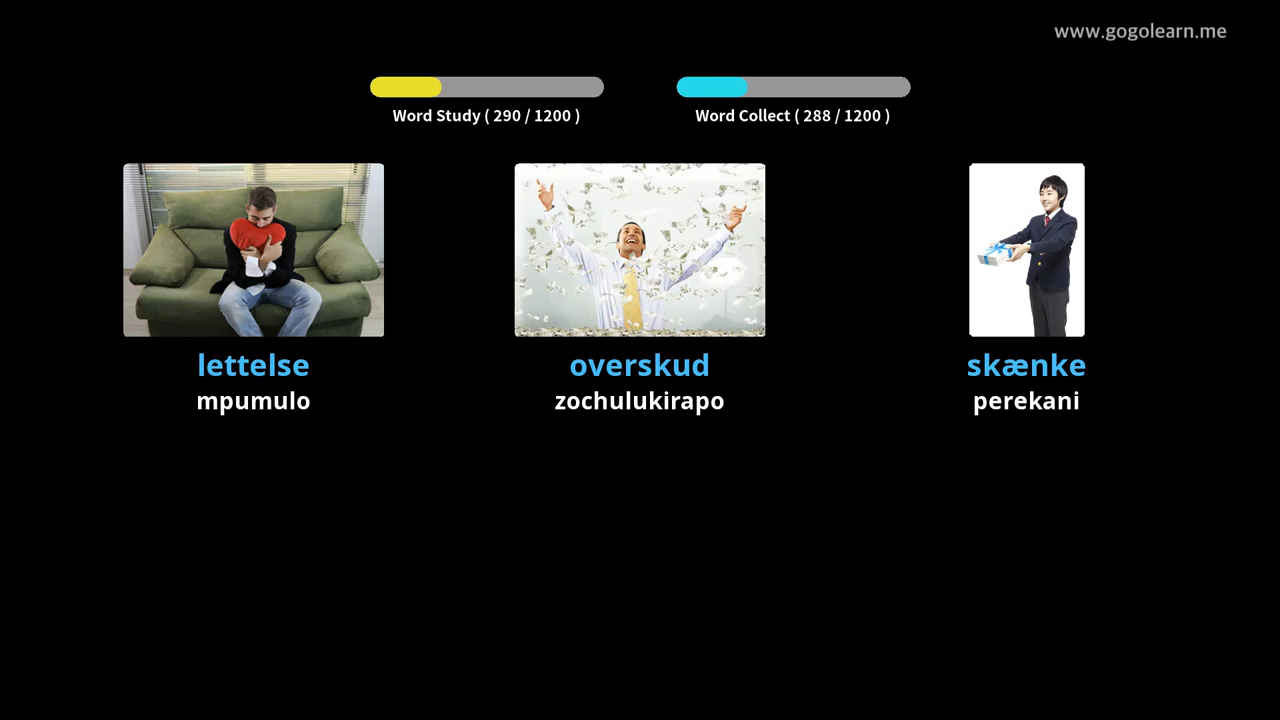 www.gogolearn.me
Word Study ( 290 / 1200 )
Word Collect ( 288 / 1200 )
lettelse
mpumulo
overskud
zochulukirapo
skænke
perekani